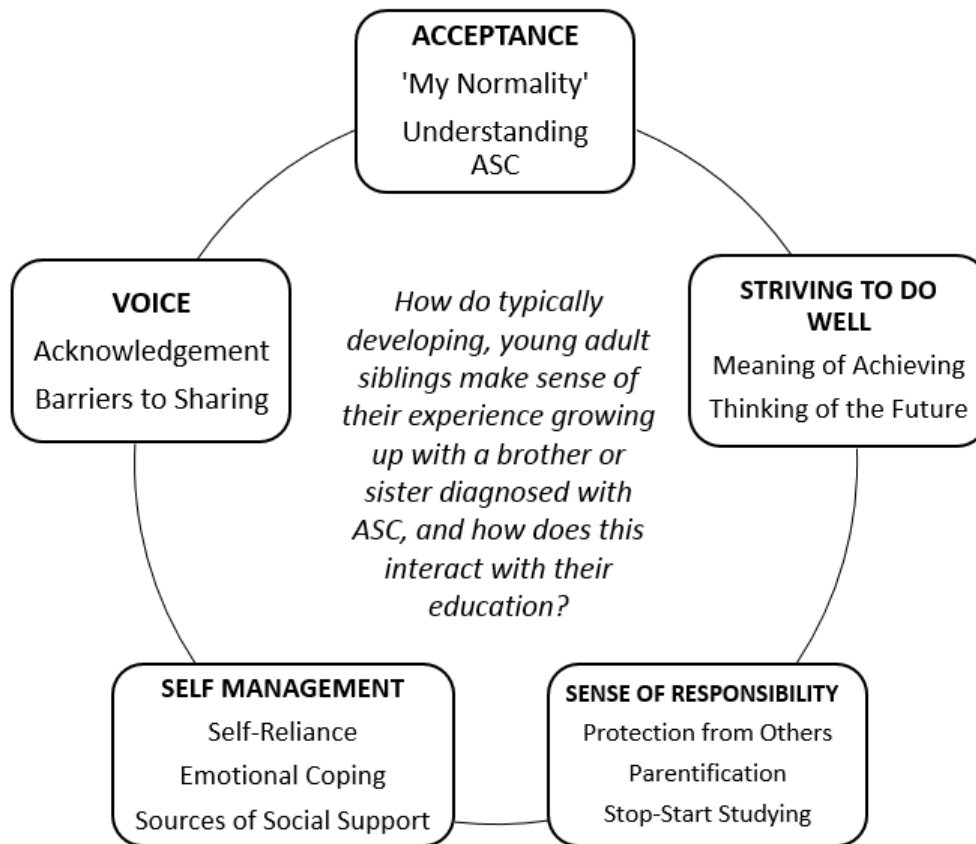 ACCEPTANCE
'My Normality'
Understanding
ASC
VOICE
Acknowledgement
Barriers to Sharing
How do typically
developing, young adult
siblings make sense of
their experience growing
up with a brother or
sister diagnosed with
ASC, and how does this
interact with their
education?
STRIVING TO DO
WELL
Meaning of Achieving
Thinking of the Future
SELF MANAGEMENT
Self-Reliance
Emotional Coping
Sources of Social Support
SENSE OF RESPONSIBILITY
Protection from Others
Parentification
Stop-Start Studying